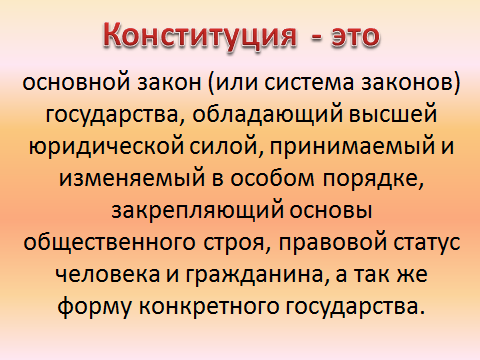 Конституция - это
основной закон (или система законов)
государства, обладающий высшей
юридической силой, принимаемый и
изменяемый в особом порядке,
закрепляющий основы
общественного строя, правовой статус
человека и гражданина, а так же
форму конкретного государства.